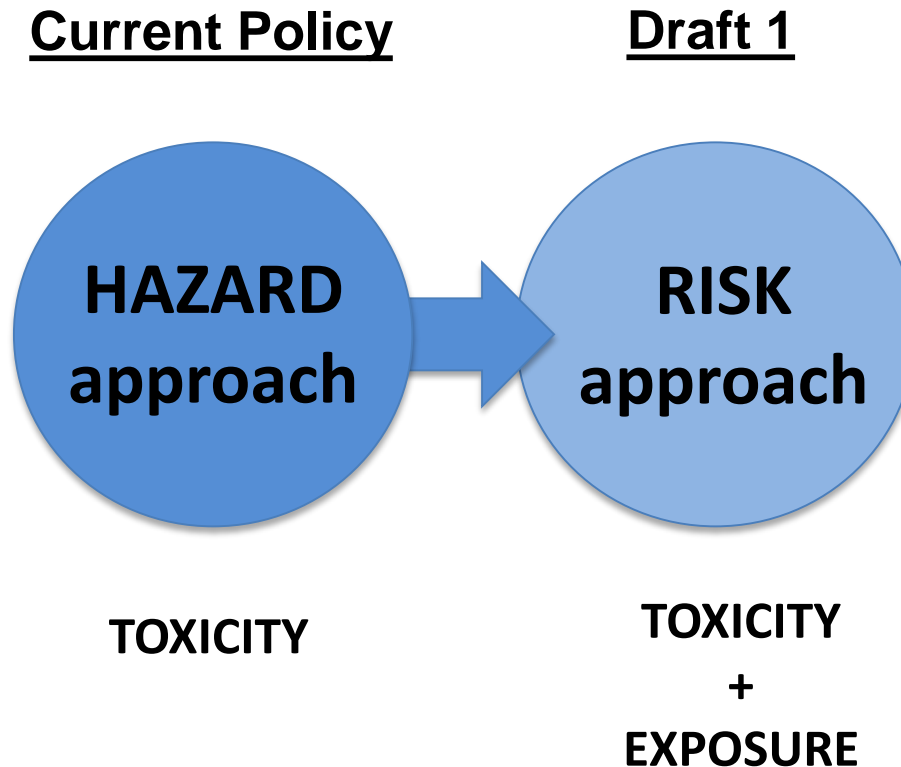 Current Policy
Draft 1
HAZARD
approach
RISK
approach
TOXICITY
TOXICITY
+
EXPOSURE